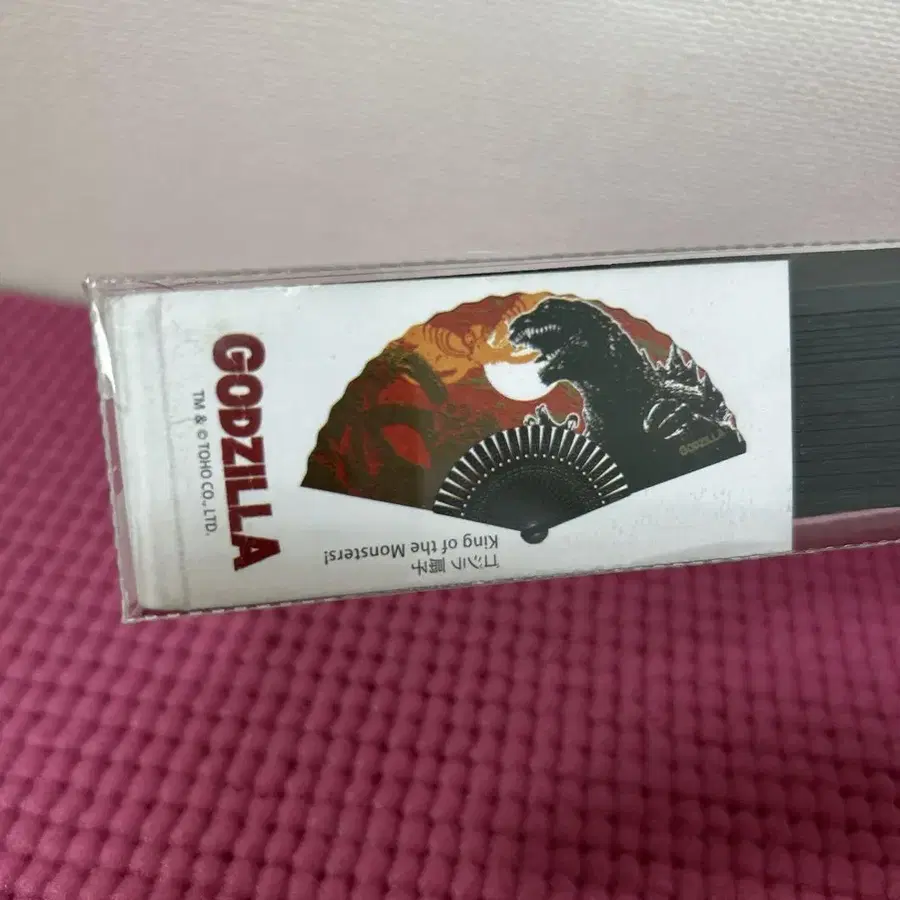 GODZILLA
TM & © TOHO CO., LTD.
GODZILLA
ゴジラ 扇子
King of the Monsters!